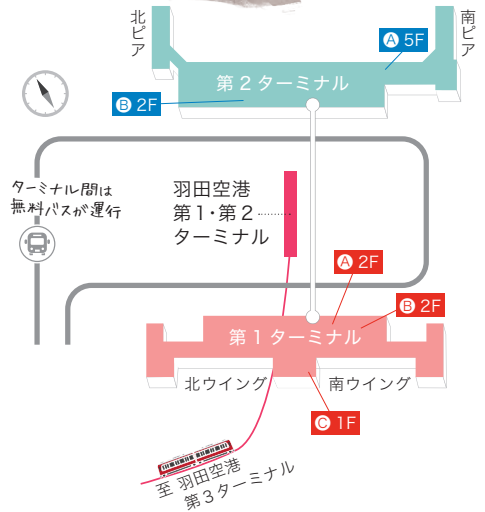 北ピア
南ピア
Ⓐ 5F
第2ターミナル
Ⓑ 2F
ターミナル間は
無料バスが運行
羽田空港
第1・第2
ターミナル
Ⓐ 2F
Ⓑ 2F
第1ターミナル
北ウイング
南ウイング
Ⓒ 1F
至 羽田空港
第3ターミナル